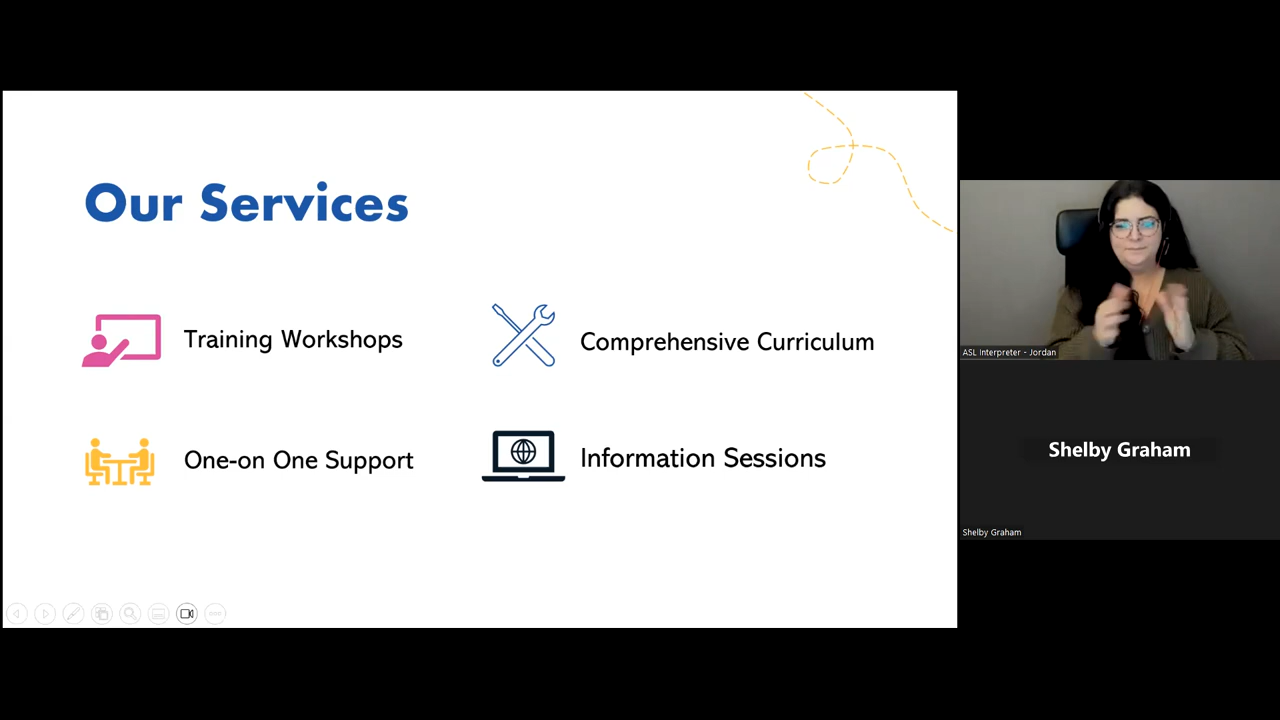 Our Services
Training Workshops
Comprehensive Curriculum
One-on One Support
Information Sessions
ASL Interpreter - Jordan
Shelby Graham
Shelby Graham